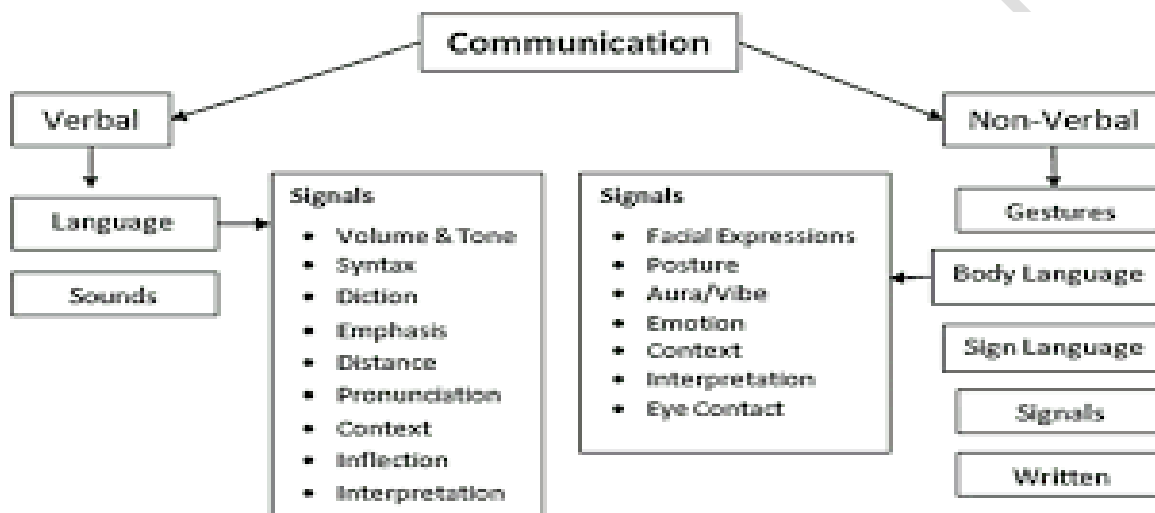 Communication
Verbal
Non-Verbal
Language
Sounds
Signals
• Volume & Tone
• Syntax
• Diction
• Emphasis
• Distance
• Pronunciation
• Context
• Inflection
• Interpretation
Signals
• Facial Expressions
• Posture
• Aura/Vibe
• Emotion
• Context
• Interpretation
• Eye Contact
Gestures
Body Language
Sign Language
Signals
Written